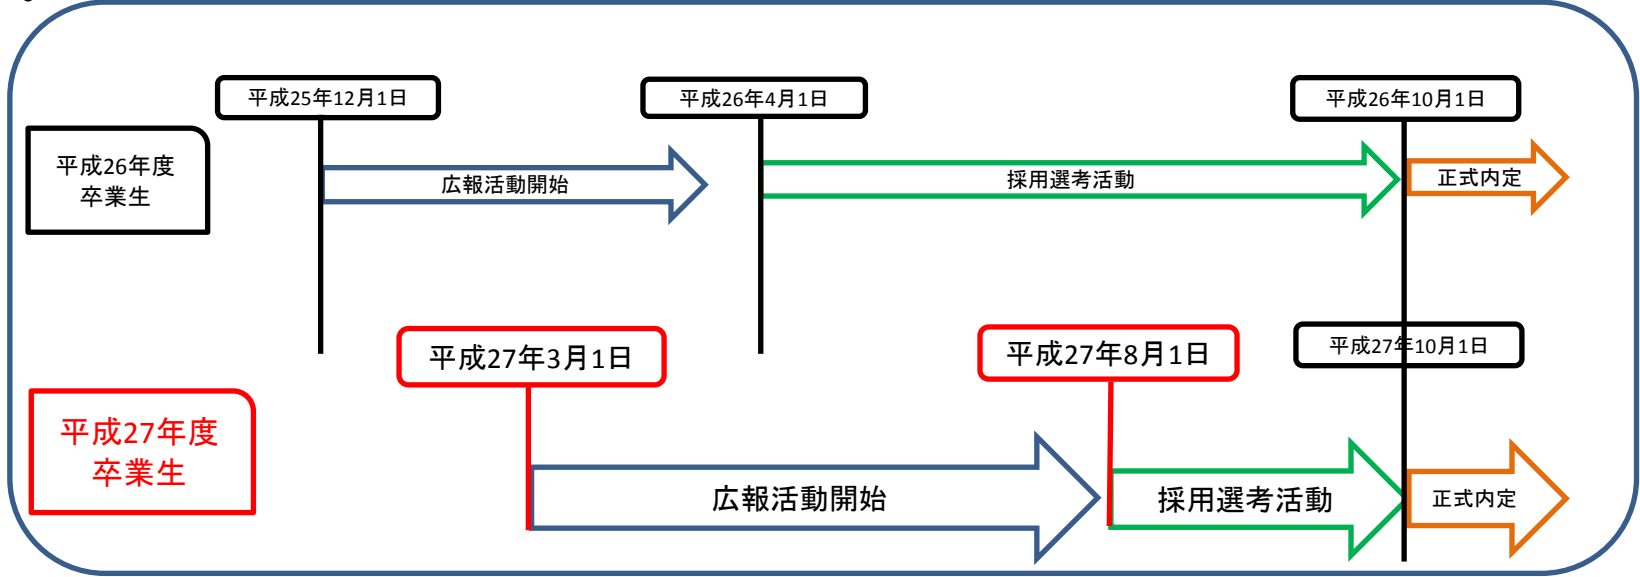 平成25年12月1日
平成26年4月1日
平成26年10月1日
平成26年度
卒業生
広報活動開始
採用選考活動
正式内定
平成27年3月1日
平成27年8月1日
平成27年10月1日
平成27年度
卒業生
広報活動開始
採用選考活動
正式内定